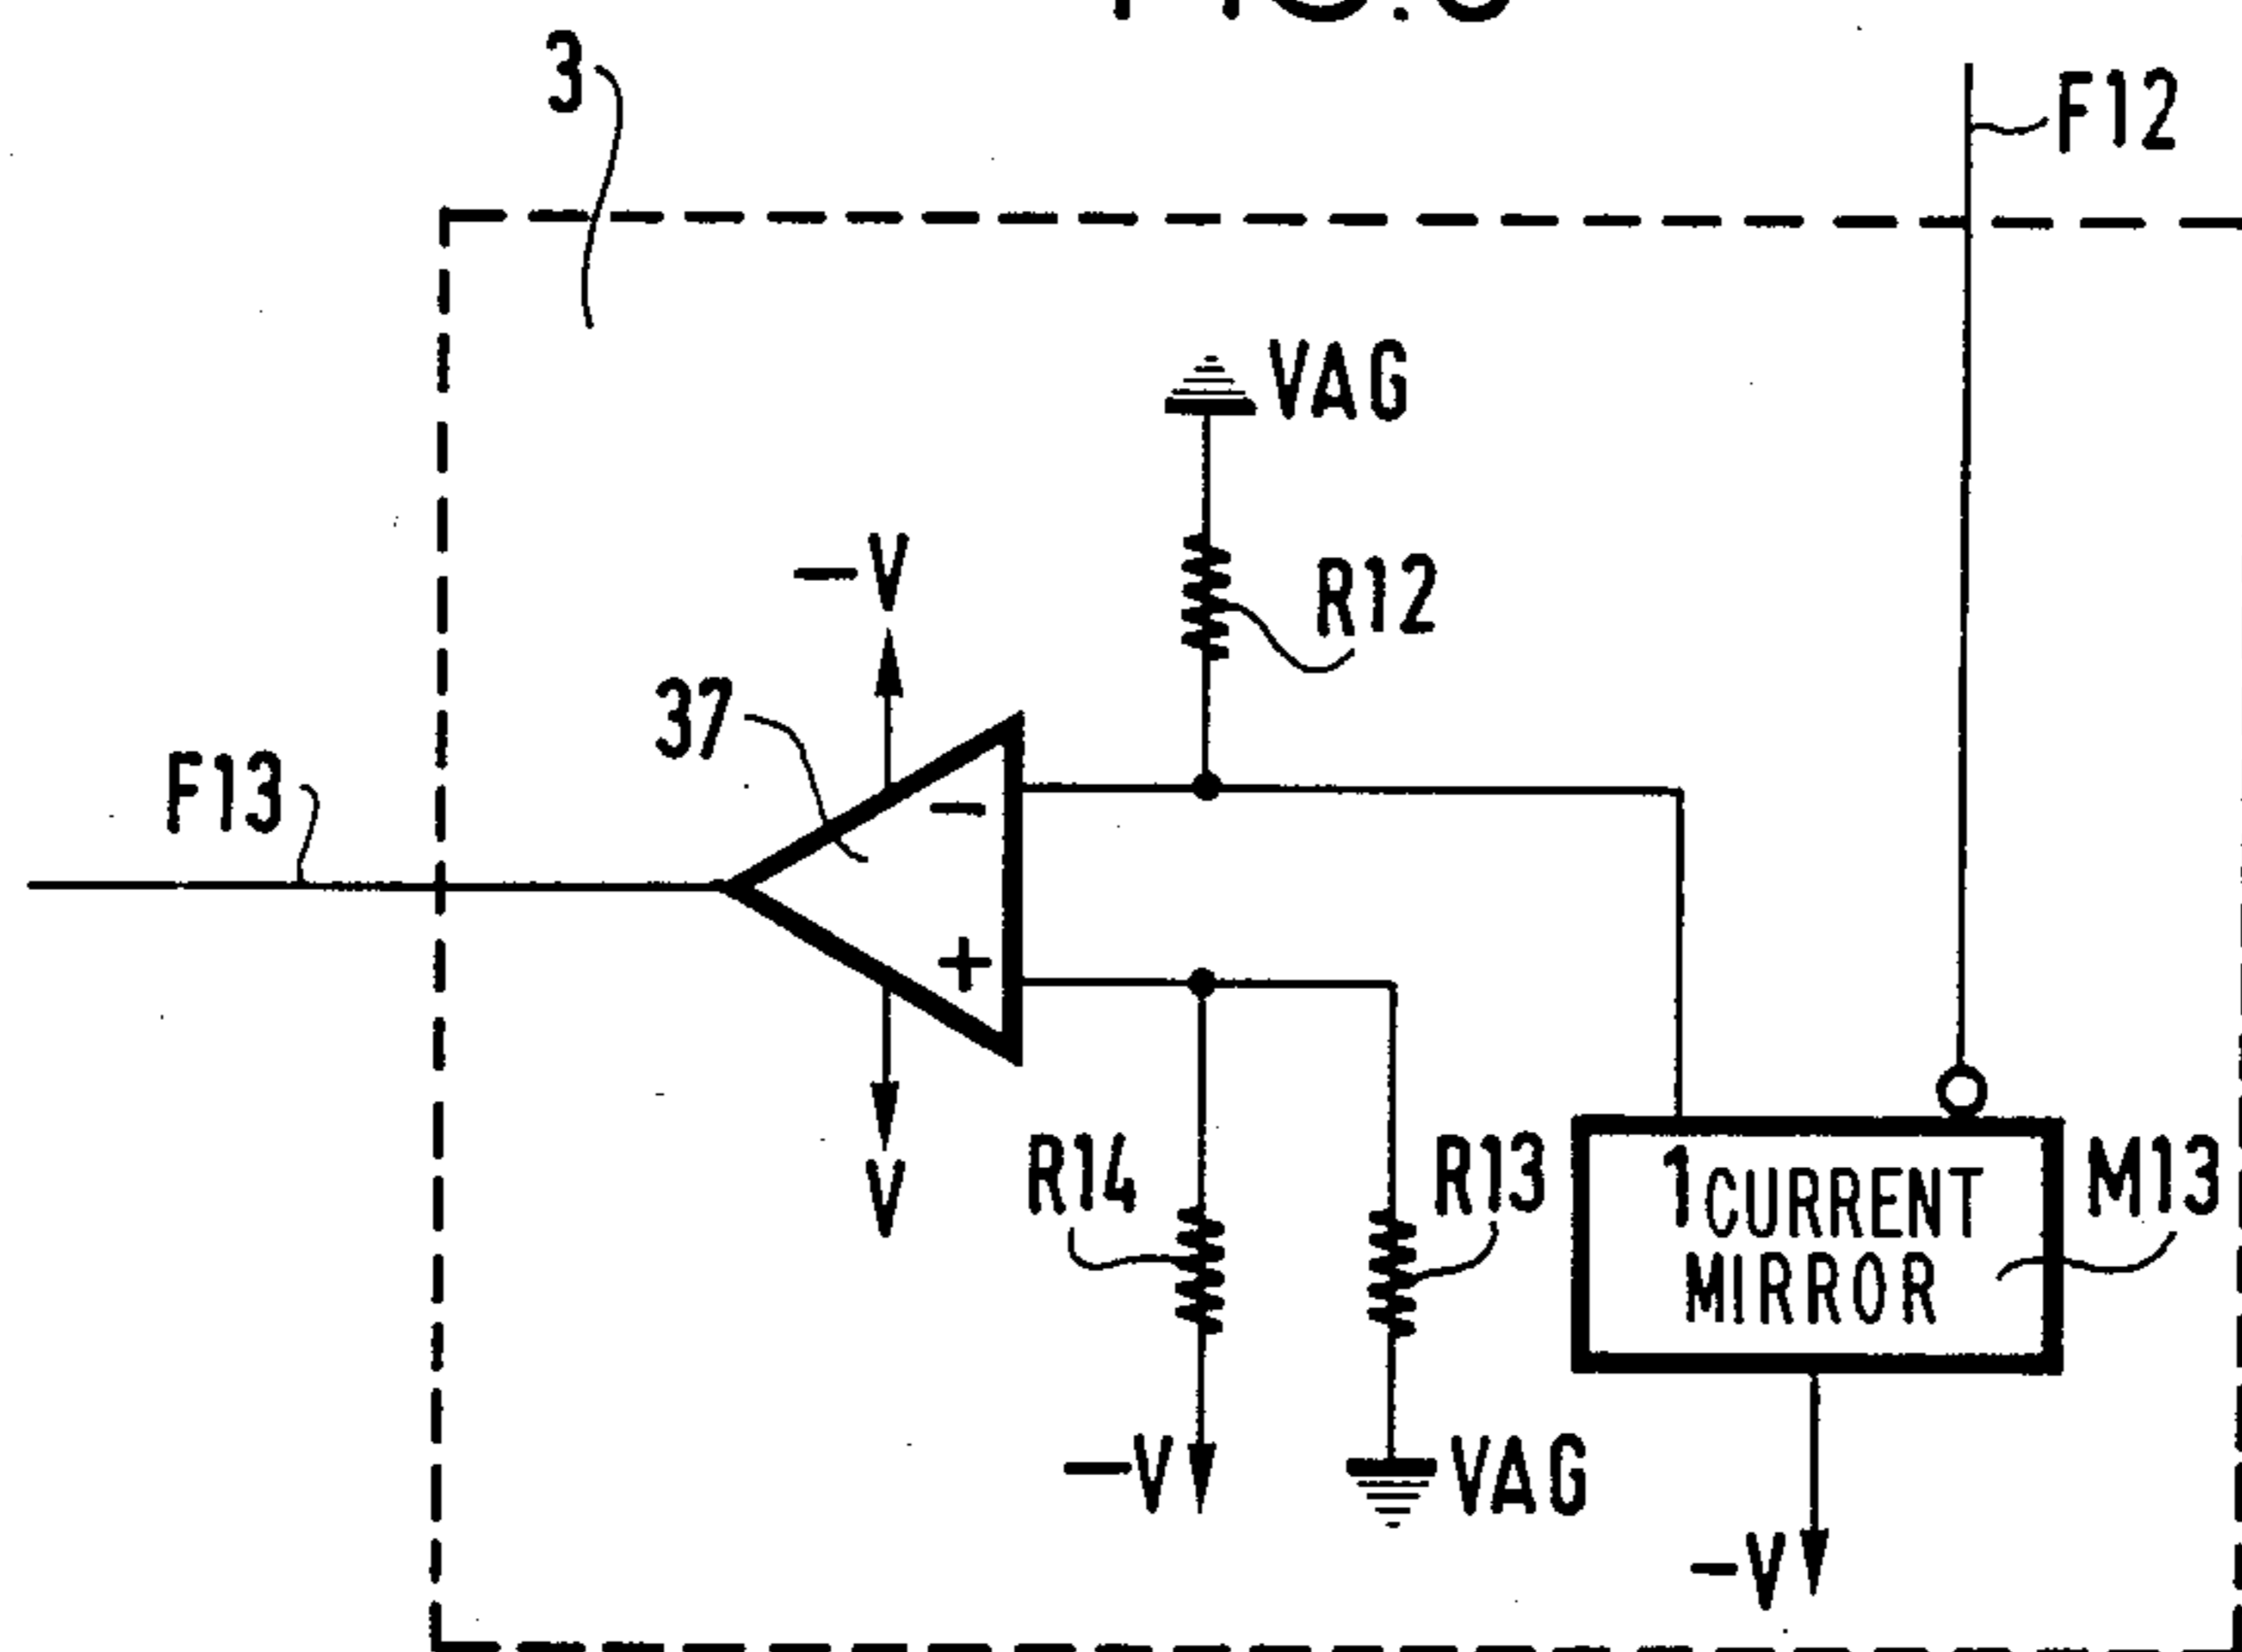 3
F12
VAG
−V
R12
37
F13
−
+
V
R14
R13
M13
1 CURRENT
MIRROR
−V
VAG
−V